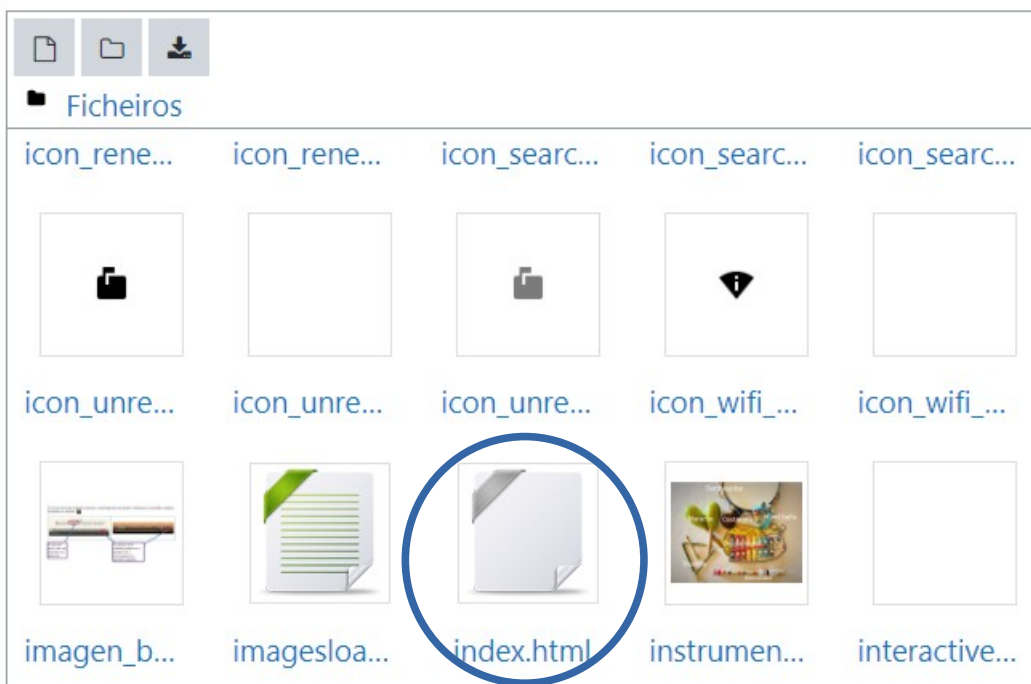 Ficheiros
icon_rene... icon_rene... icon_searc... icon_searc... icon_searc...
icon_unre... icon_unre... icon_unre... icon_wifi_... icon_wifi_...
imagen_b... imagesloa... index.html instrumen... interactive...